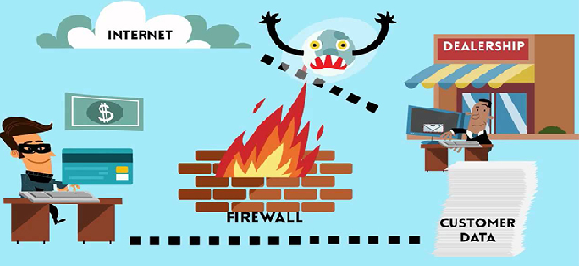 INTERNET
DEALERSHIP
$
FIREWALL
CUSTOMER
DATA